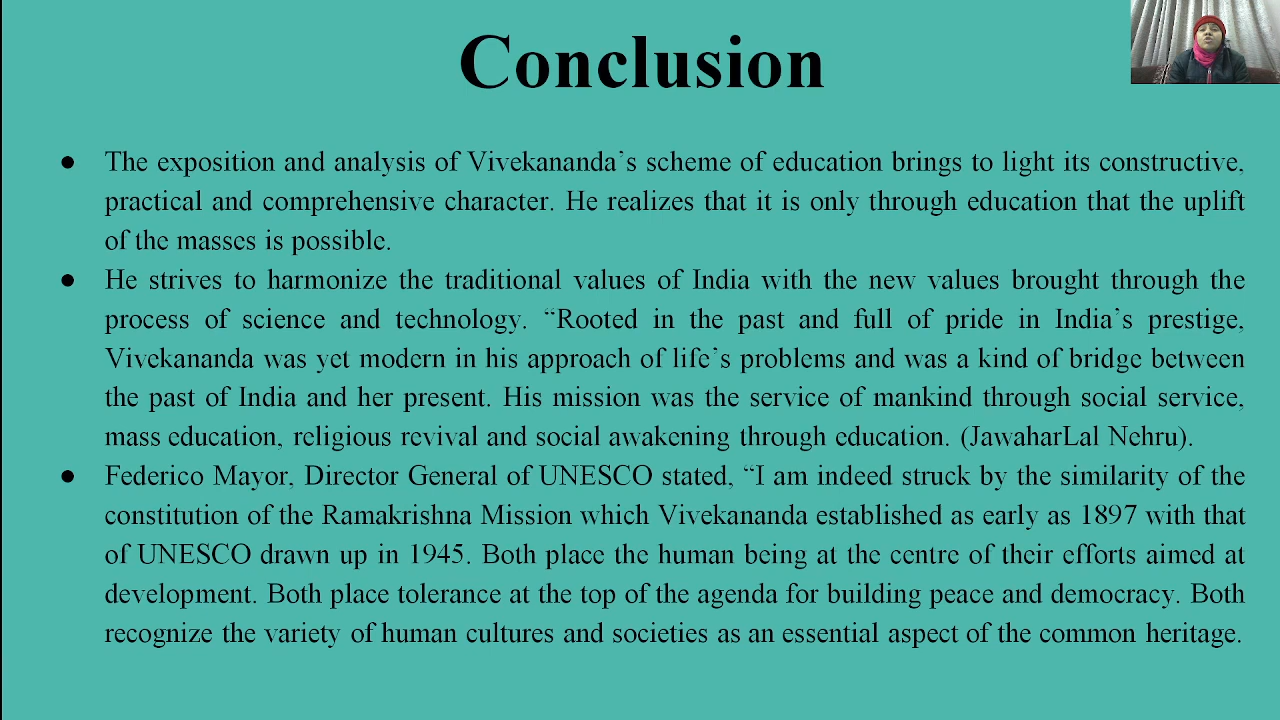 Conclusion
● The exposition and analysis of Vivekananda's scheme of education brings to light its constructive,
practical and comprehensive character. He realizes that it is only through education that the uplift
of the masses is possible.
● He strives to harmonize the traditional values of India with the new values brought through the
process of science and technology. “Rooted in the past and full of pride in India's prestige,
Vivekananda was yet modern in his approach of life's problems and was a kind of bridge between
the past of India and her present. His mission was the service of mankind through social service,
mass education, religious revival and social awakening through education. (JawaharLal Nehru).
● Federico Mayor, Director General of UNESCO stated, “I am indeed struck by the similarity of the
constitution of the Ramakrishna Mission which Vivekananda established as early as 1897 with that
of UNESCO drawn up in 1945. Both place the human being at the centre of their efforts aimed at
development. Both place tolerance at the top of the agenda for building peace and democracy. Both
recognize the variety of human cultures and societies as an essential aspect of the common heritage.